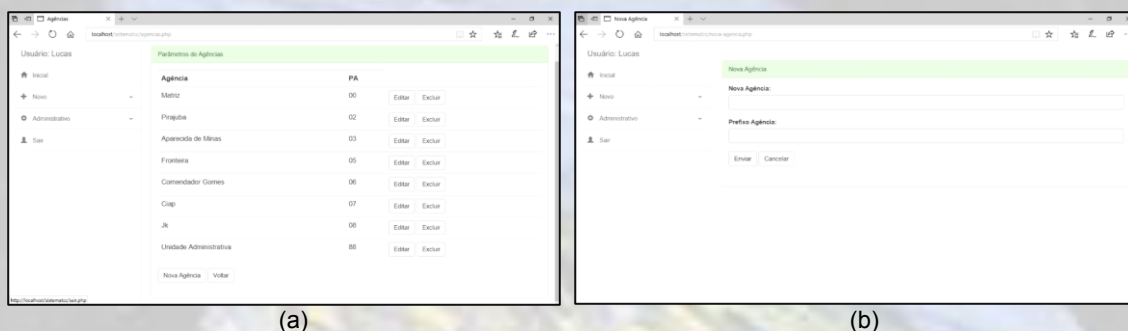 Agências
localhost/sistematcc/agencias.php
Usuário: Lucas
Inicial
Novo
Administrativo
Sair
Parâmetros de Agências
Agência PA
Matriz 00 Editar Excluir
Pirajuba 02 Editar Excluir
Aparecida de Minas 03 Editar Excluir
Fronteira 05 Editar Excluir
Comendador Gomes 06 Editar Excluir
Ciap 07 Editar Excluir
Jk 08 Editar Excluir
Unidade Administrativa 88 Editar Excluir
Nova Agência Voltar
http://localhost/sistematcc/sair.php
(a)
Nova Agência
localhost/sistematcc/nova-agencia.php
Usuário: Lucas
Inicial
Novo
Administrativo
Sair
Nova Agência
Nova Agência:
Prefixo Agência:
Enviar Cancelar
(b)